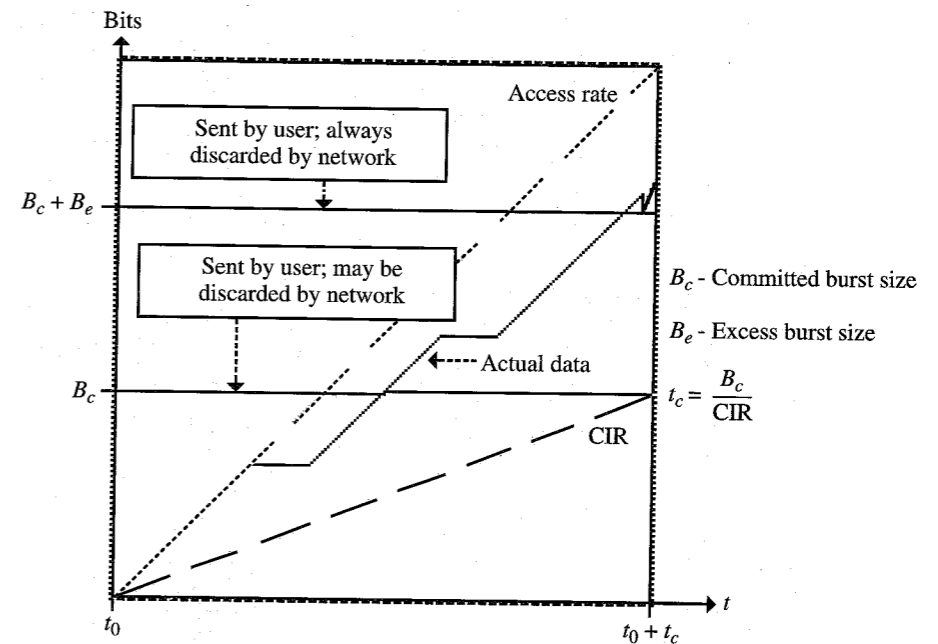 Bits
Access rate
Sent by user; always
discarded by network
B_c + B_e
Sent by user; may be
discarded by network
B_c - Committed burst size
B_e - Excess burst size
Actual data
B_c
t_c = B_c / CIR
CIR
t
t_0
t_0 + t_c